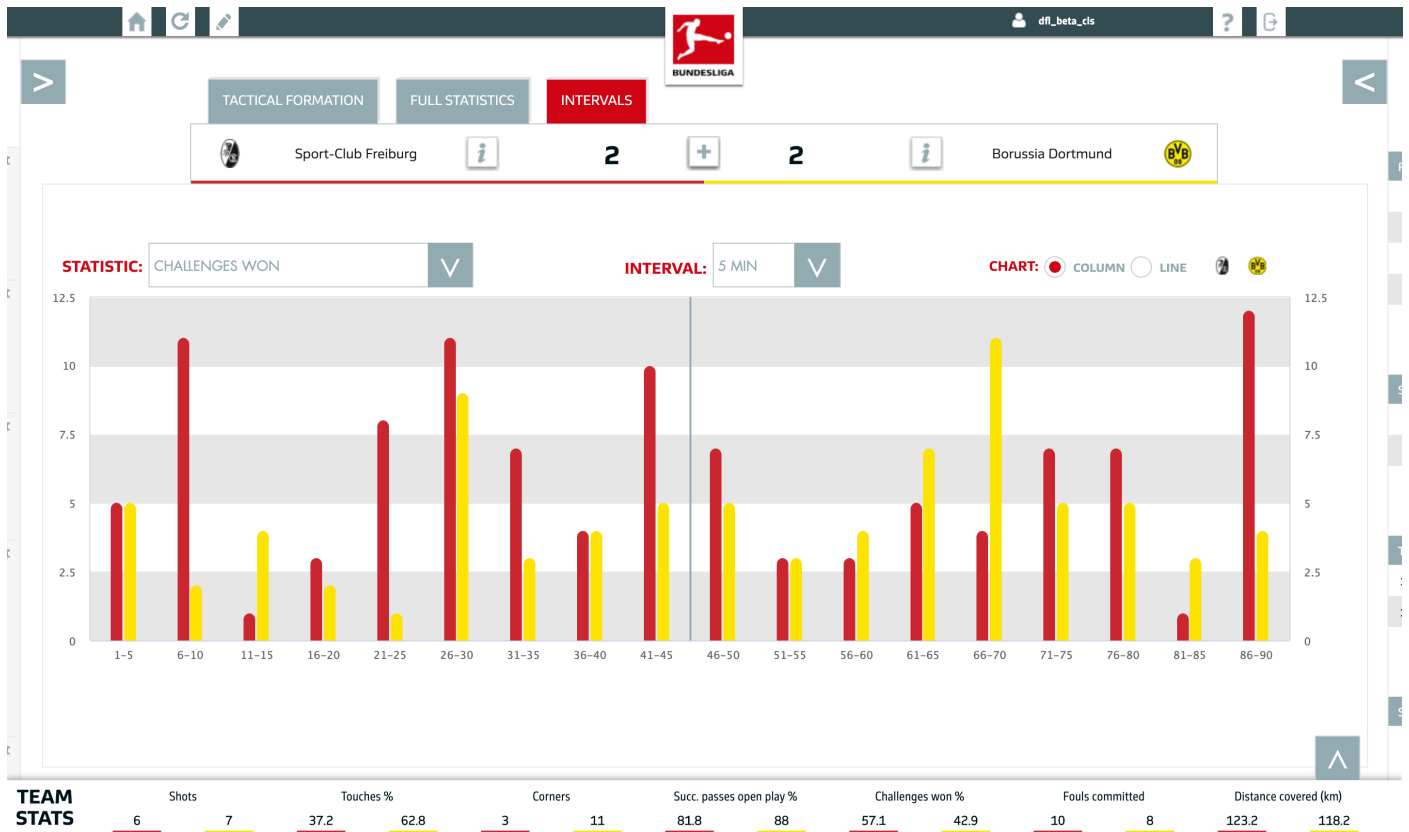 dfl_beta_cls
?
BUNDESLIGA
>
<
TACTICAL FORMATION FULL STATISTICS INTERVALS
Sport-Club Freiburg i 2 + 2 i Borussia Dortmund BVB 09
STATISTIC: CHALLENGES WON INTERVAL: 5 MIN CHART: COLUMN LINE
12.5 12.5
10 10
7.5 7.5
5 5
2.5 2.5
0 0
1–5 6–10 11–15 16–20 21–25 26–30 31–35 36–40 41–45 46–50 51–55 56–60 61–65 66–70 71–75 76–80 81–85 86–90
TEAM STATS
Shots Touches % Corners Succ. passes open play % Challenges won % Fouls committed Distance covered (km)
6 7 37.2 62.8 3 11 81.8 88 57.1 42.9 10 8 123.2 118.2